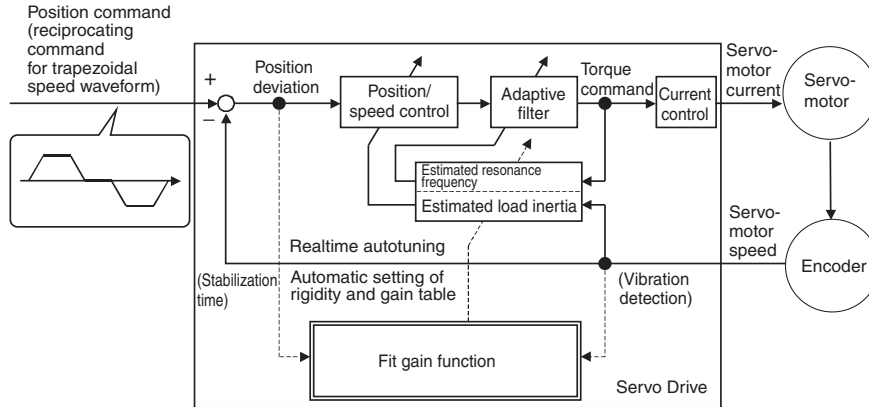 Position command
(reciprocating
command
for trapezoidal
speed waveform)
+
−
Position
deviation
Position/
speed control
Adaptive
filter
Torque
command
Current
control
Servo-
motor
current
Servo-
motor
Estimated resonance
frequency
Estimated load inertia
Servo-
motor
speed
Encoder
Realtime autotuning
(Stabilization
time)
Automatic setting of
rigidity and gain table
(Vibration
detection)
Fit gain function
Servo Drive